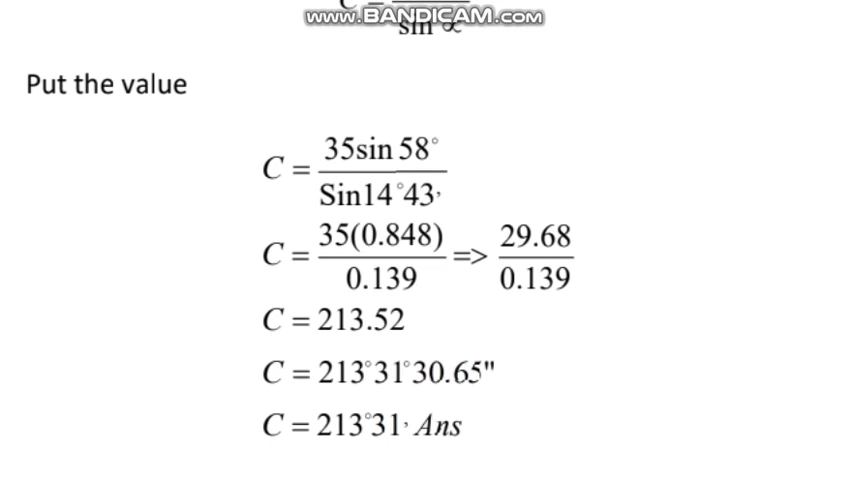 C =
www.BANDICAM.com
sin ∝
Put the value
C = 35sin 58° / Sin14°43,
C = 35(0.848) / 0.139 => 29.68 / 0.139
C = 213.52
C = 213°31°30.65"
C = 213°31, Ans